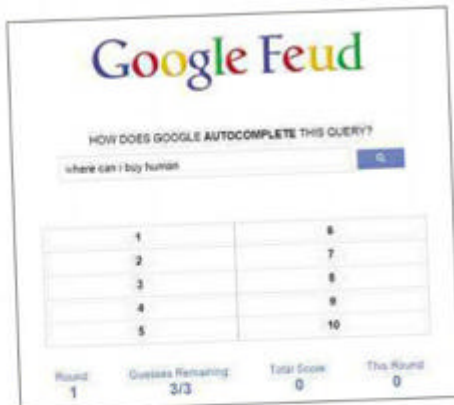 Google Feud
HOW DOES GOOGLE AUTOCOMPLETE THIS QUERY?
where can i buy human
1 6
2 7
3 8
4 9
5 10
Round: Guesses Remaining: Total Score: This Round:
1 3/3 0 0